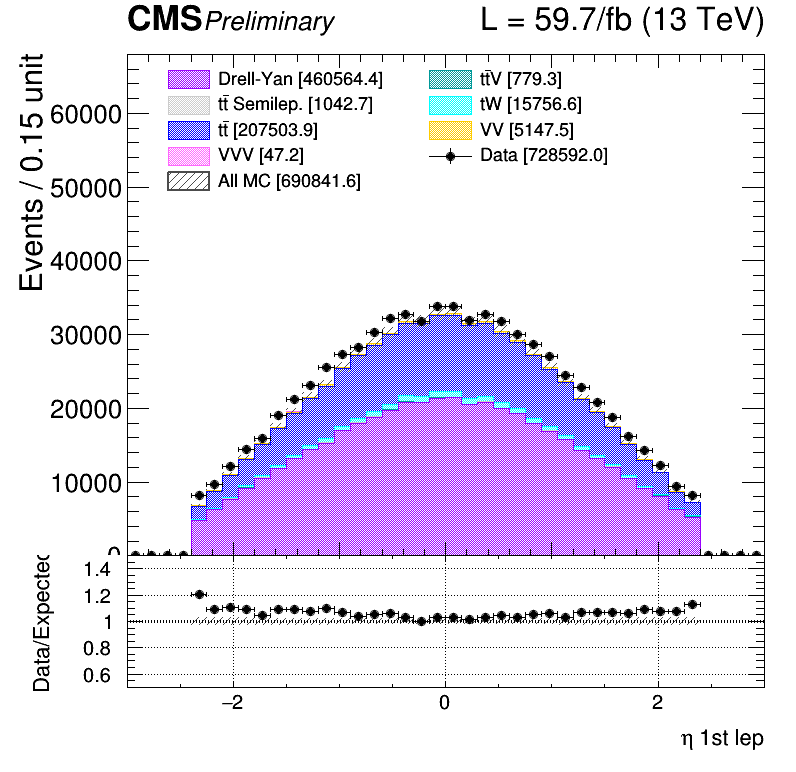 CMS Preliminary L = 59.7/fb (13 TeV)
Events / 0.15 unit
Drell-Yan [460564.4]
tt̄ Semilep. [1042.7]
tt̄ [207503.9]
VVV [47.2]
All MC [690841.6]
tt̄V [779.3]
tW [15756.6]
VV [5147.5]
Data [728592.0]
60000
50000
40000
30000
20000
10000
0
Data/Expected
1.4
1.2
1
0.8
0.6
−2 0 2
η 1st lep